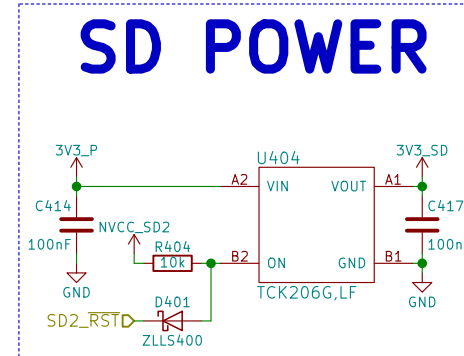 SD POWER
3V3_P
U404
3V3_SD
A2
VIN
VOUT
A1
C414
100nF
NVCC_SD2
R404
10k
B2
ON
GND
B1
C417
100n
GND
TCK206G,LF
GND
D401
SD2_RST
ZLLS400